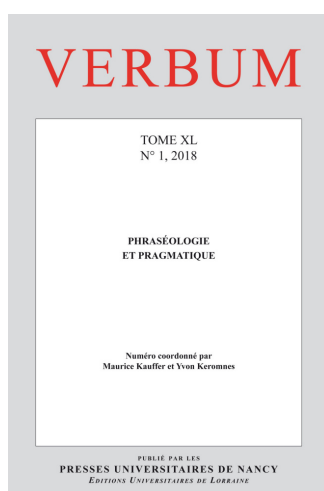 VERBUM
TOME XL
N° 1, 2018
PHRASÉOLOGIE
ET PRAGMATIQUE
Numéro coordonné par
Maurice Kauffer et Yvon Keromnes
PUBLIÉ PAR LES
PRESSES UNIVERSITAIRES DE NANCY
EDITIONS UNIVERSITAIRES DE LORRAINE